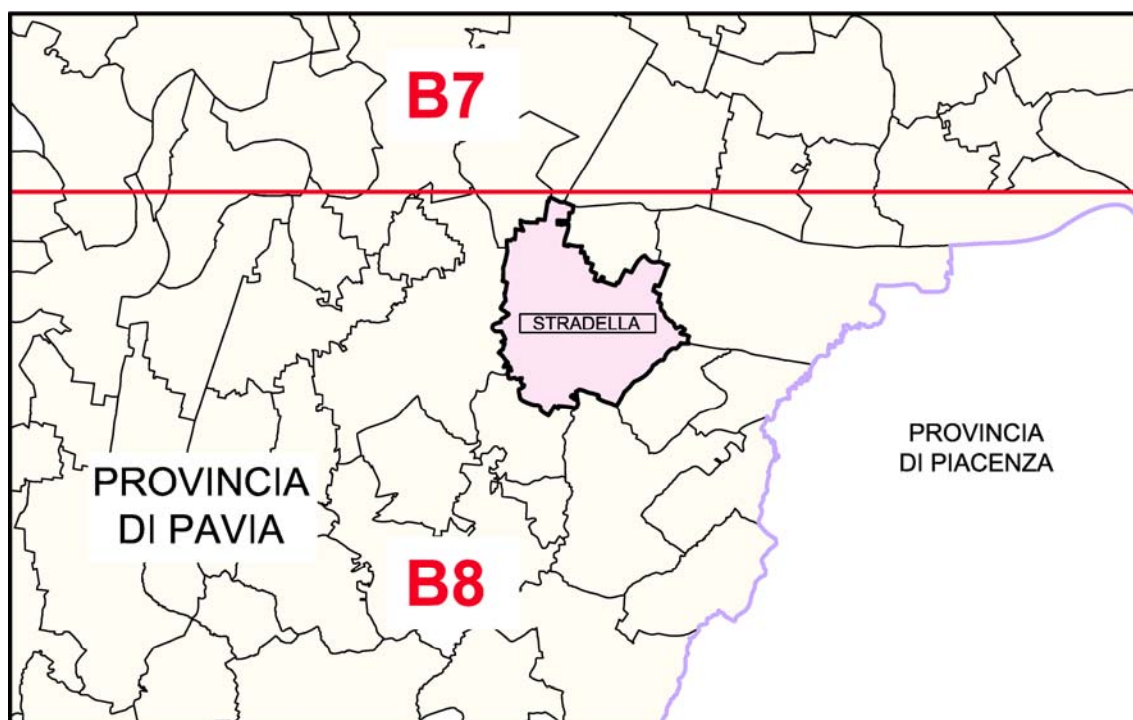 B7
STRADELLA
PROVINCIA
DI PIACENZA
PROVINCIA
DI PAVIA
B8